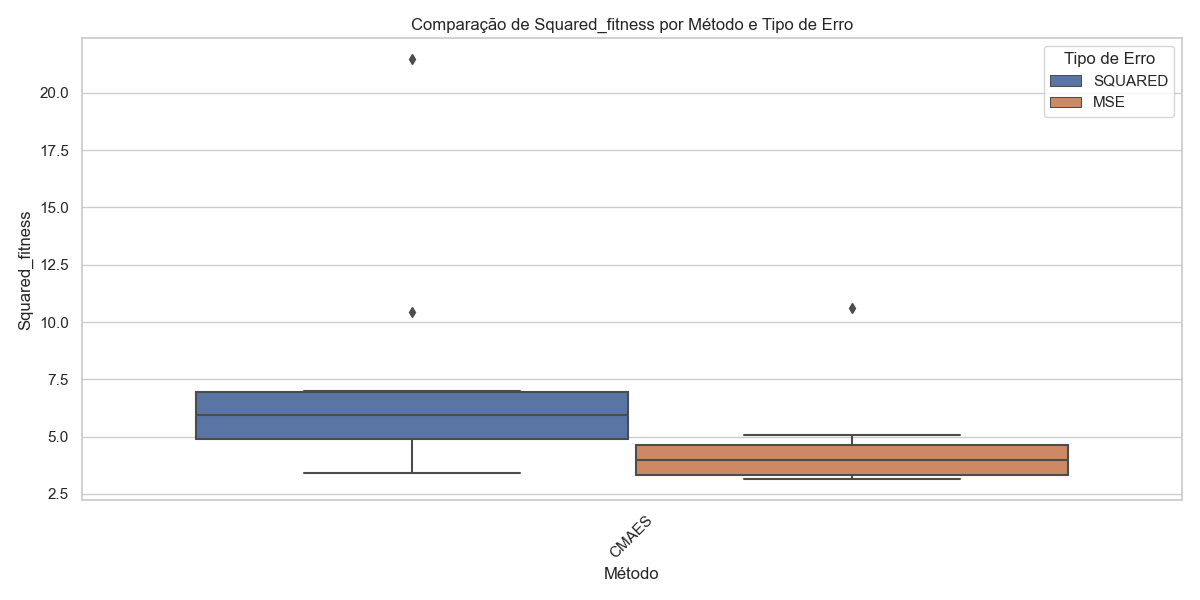 Comparação de Squared_fitness por Método e Tipo de Erro
Tipo de Erro
SQUARED
MSE
Squared_fitness
20.0
17.5
15.0
12.5
10.0
7.5
5.0
2.5
CMAES
Método